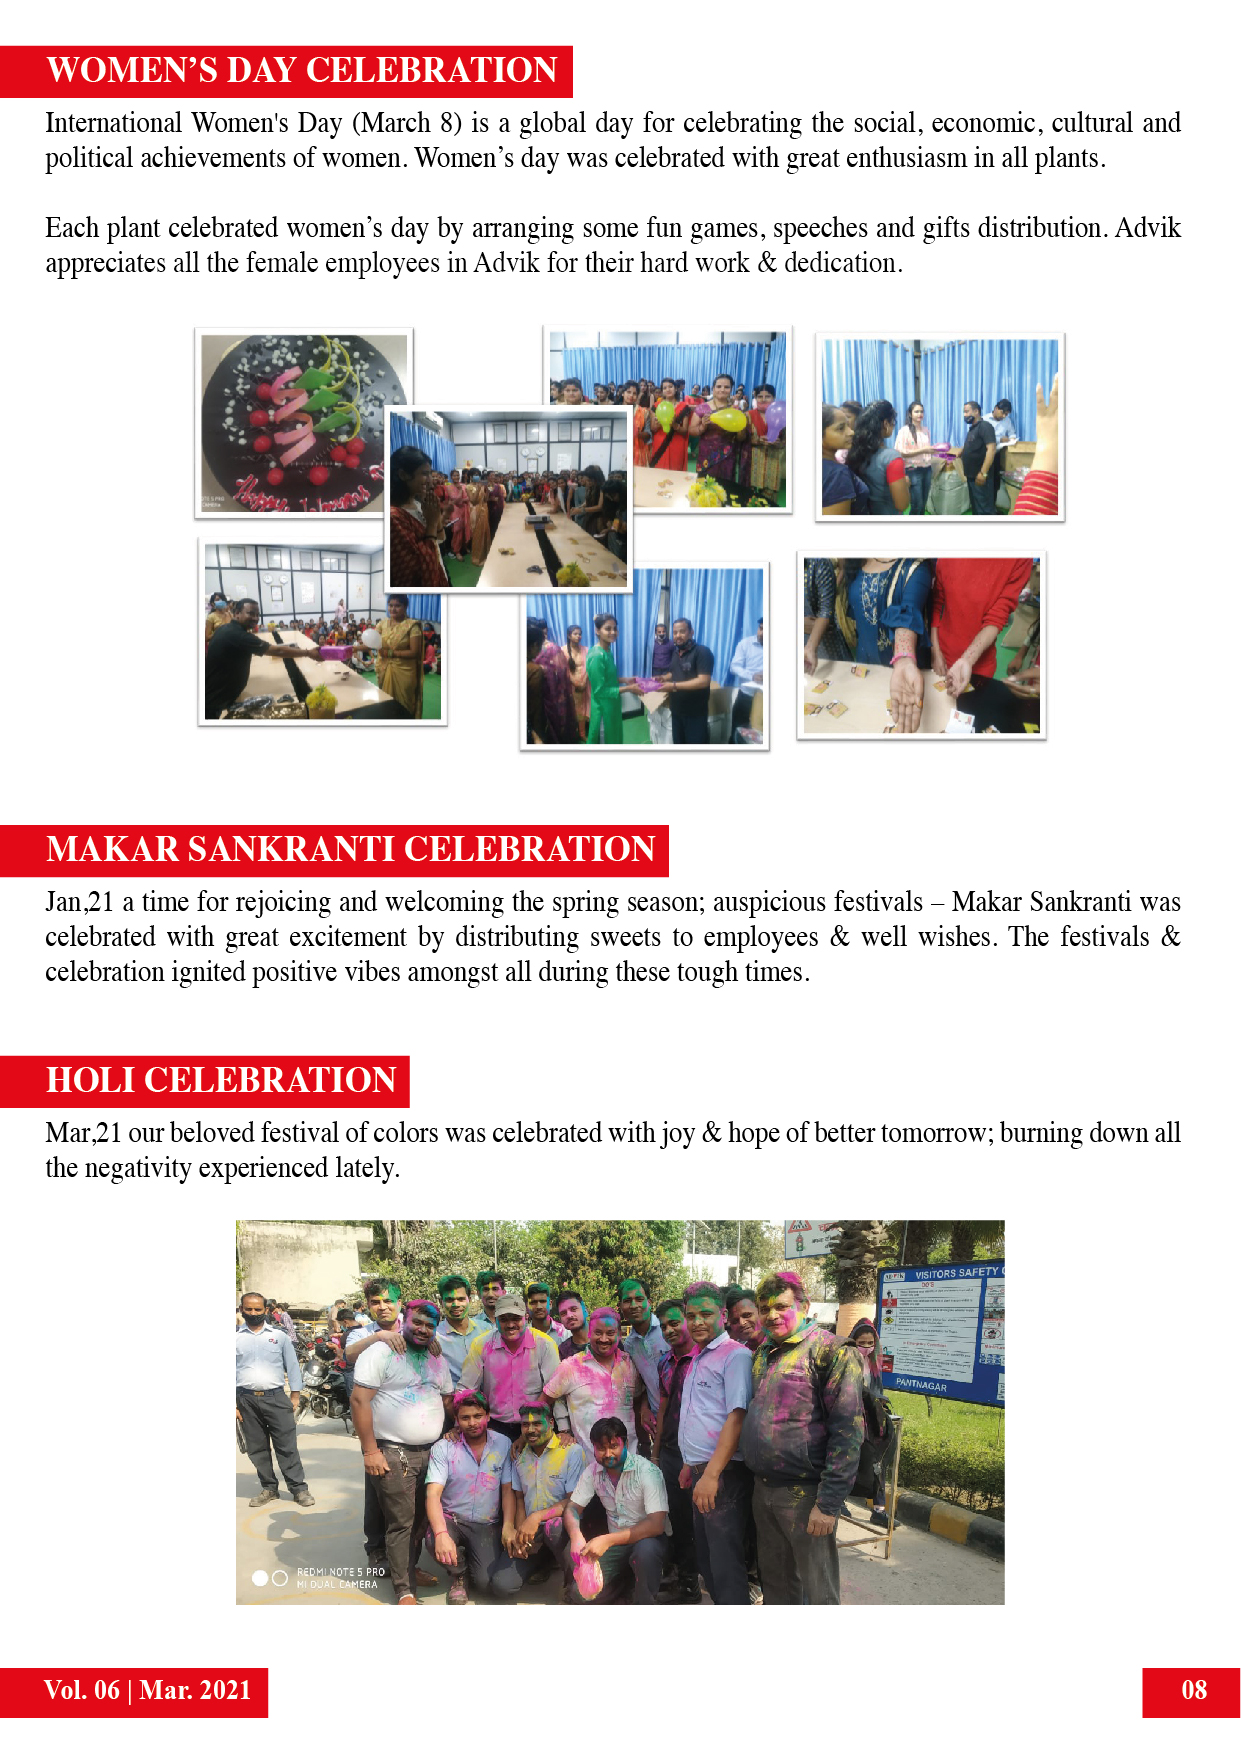 WOMEN’S DAY CELEBRATION
International Women's Day (March 8) is a global day for celebrating the social, economic, cultural and
political achievements of women. Women’s day was celebrated with great enthusiasm in all plants.
Each plant celebrated women’s day by arranging some fun games, speeches and gifts distribution. Advik
appreciates all the female employees in Advik for their hard work & dedication.
MAKAR SANKRANTI CELEBRATION
Jan,21 a time for rejoicing and welcoming the spring season; auspicious festivals – Makar Sankranti was
celebrated with great excitement by distributing sweets to employees & well wishes. The festivals &
celebration ignited positive vibes amongst all during these tough times.
HOLI CELEBRATION
Mar,21 our beloved festival of colors was celebrated with joy & hope of better tomorrow; burning down all
the negativity experienced lately.
VISITORS SAFETY
DO'S
PANTNAGAR
REDMI NOTE 5 PRO
MI DUAL CAMERA
Vol. 06 | Mar. 2021
08